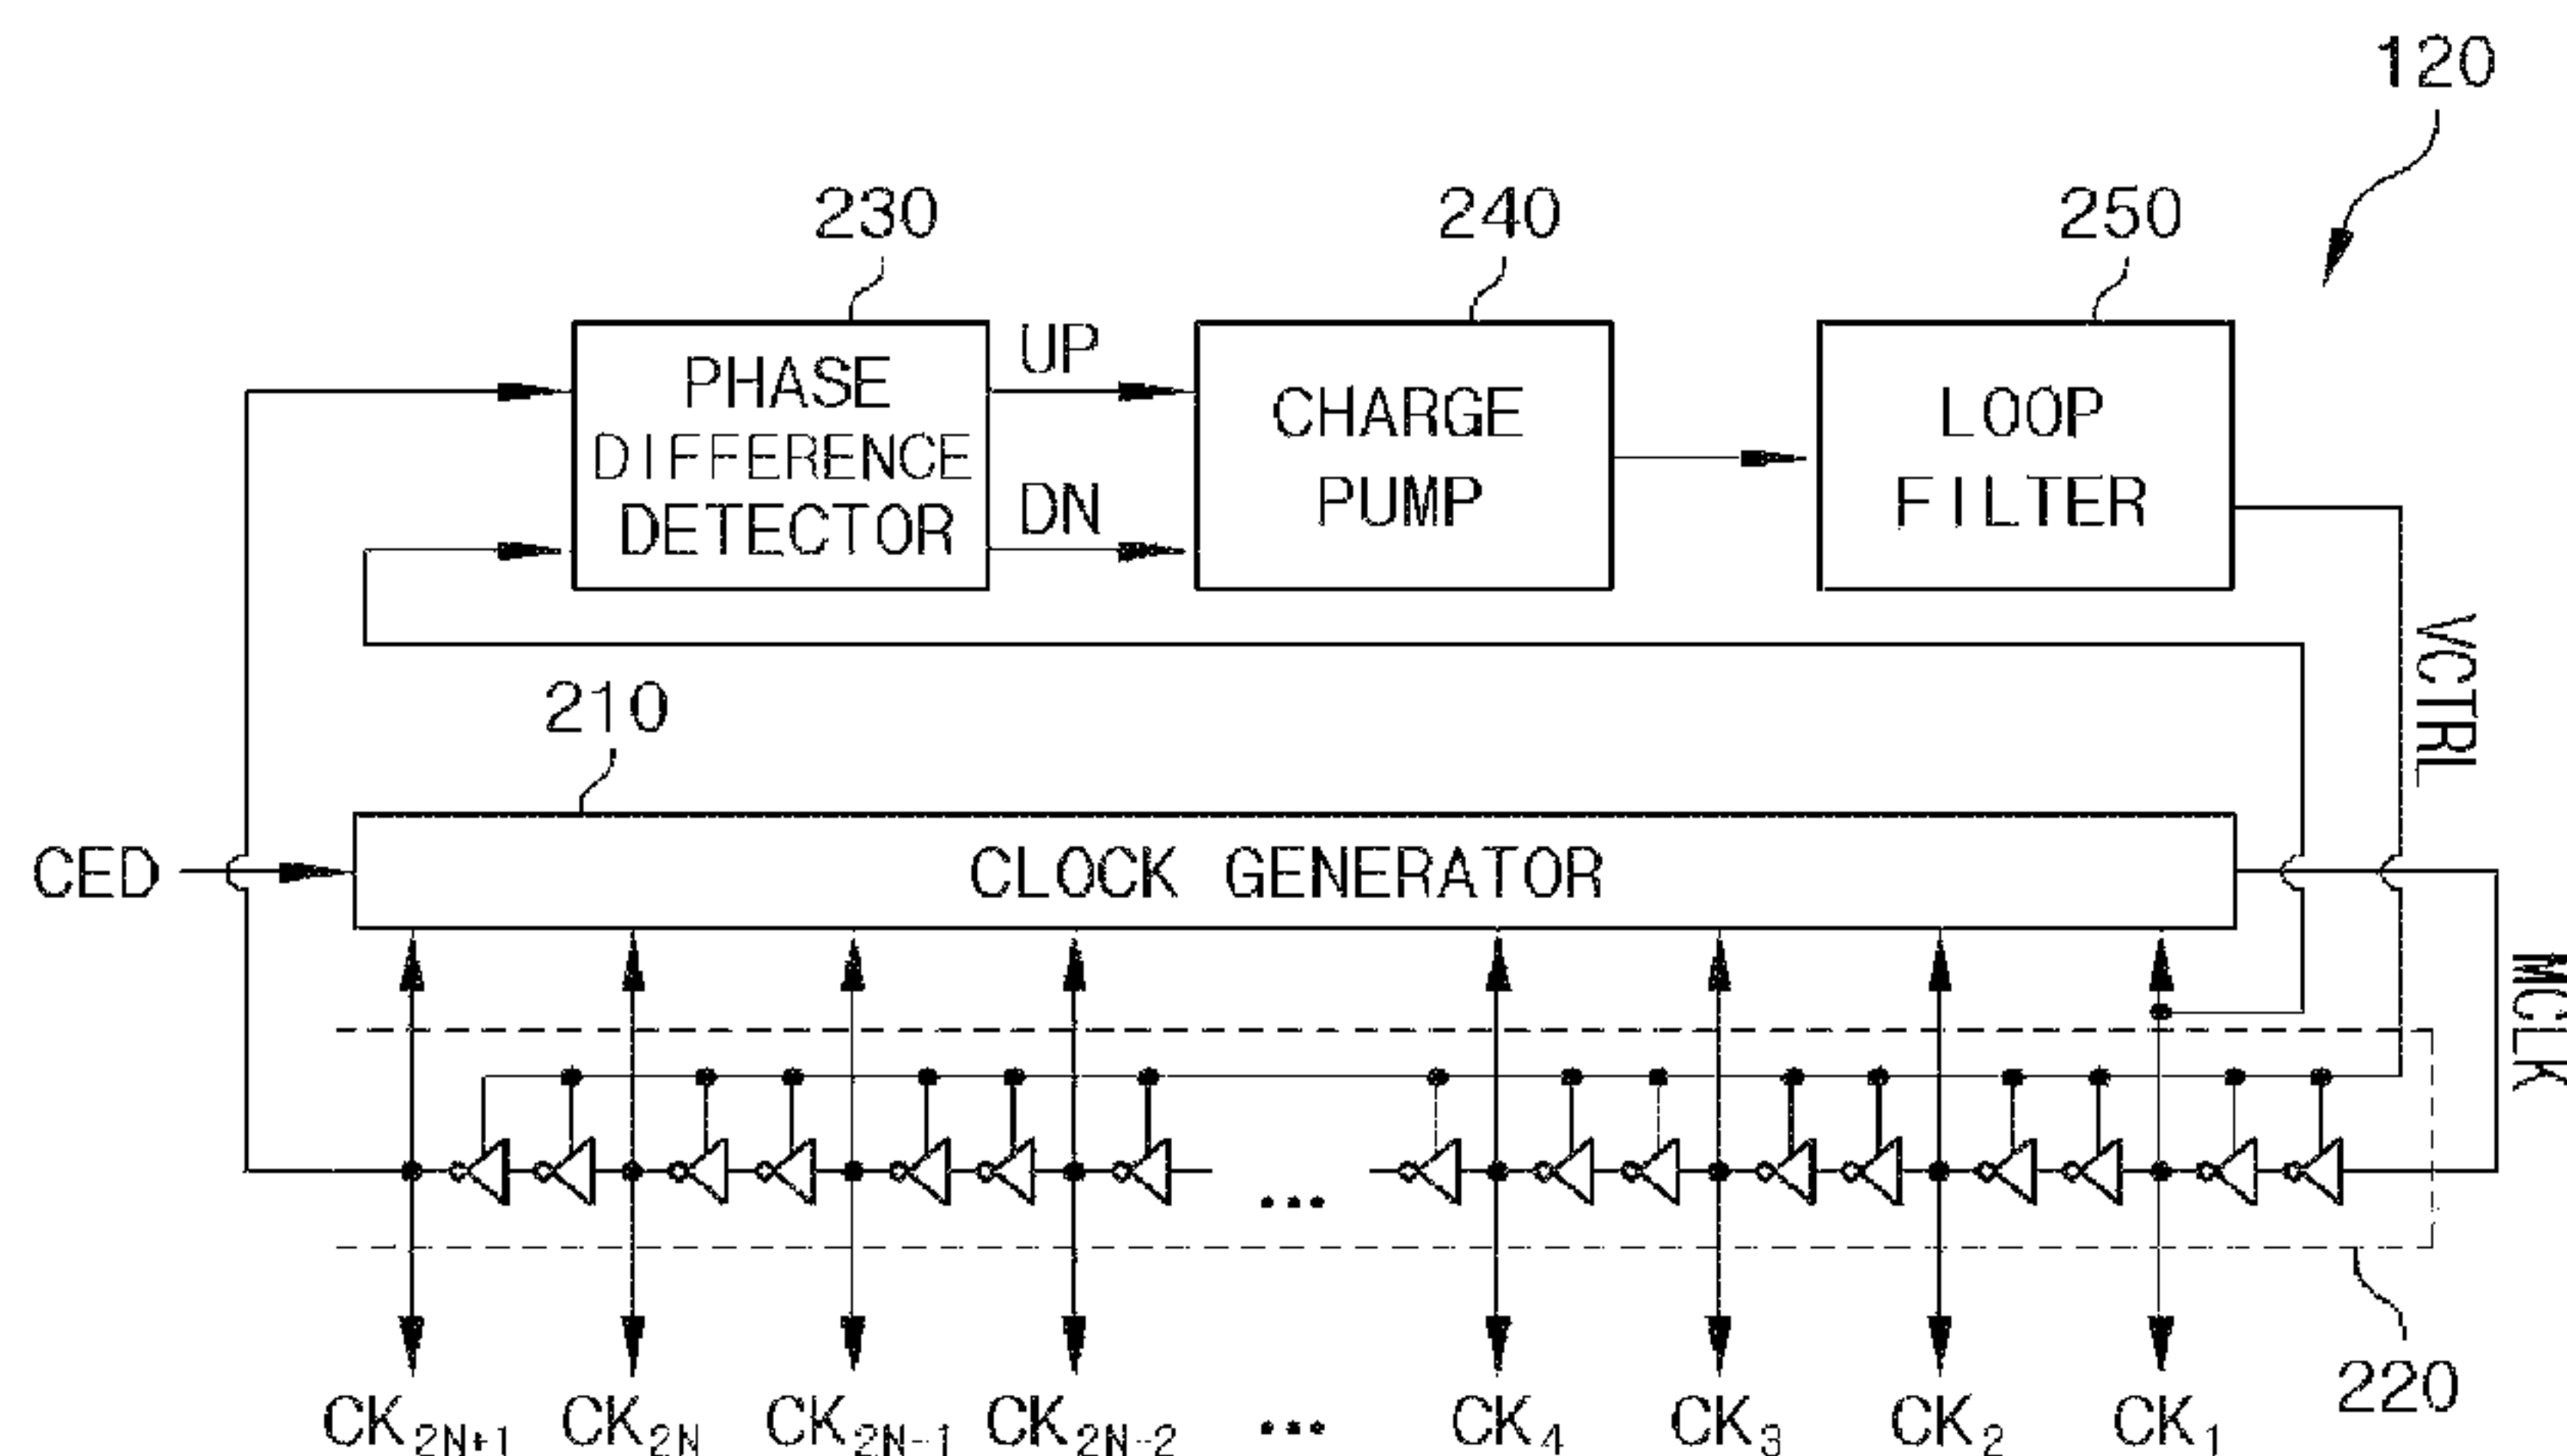 120
230
240
250
PHASE
DIFFERENCE
DETECTOR
UP
DN
CHARGE
PUMP
LOOP
FILTER
VCTRL
210
CED
CLOCK GENERATOR
MCLK
...
220
CK2N+1 CK2N CK2N-1 CK2N-2 ... CK4 CK3 CK2 CK1